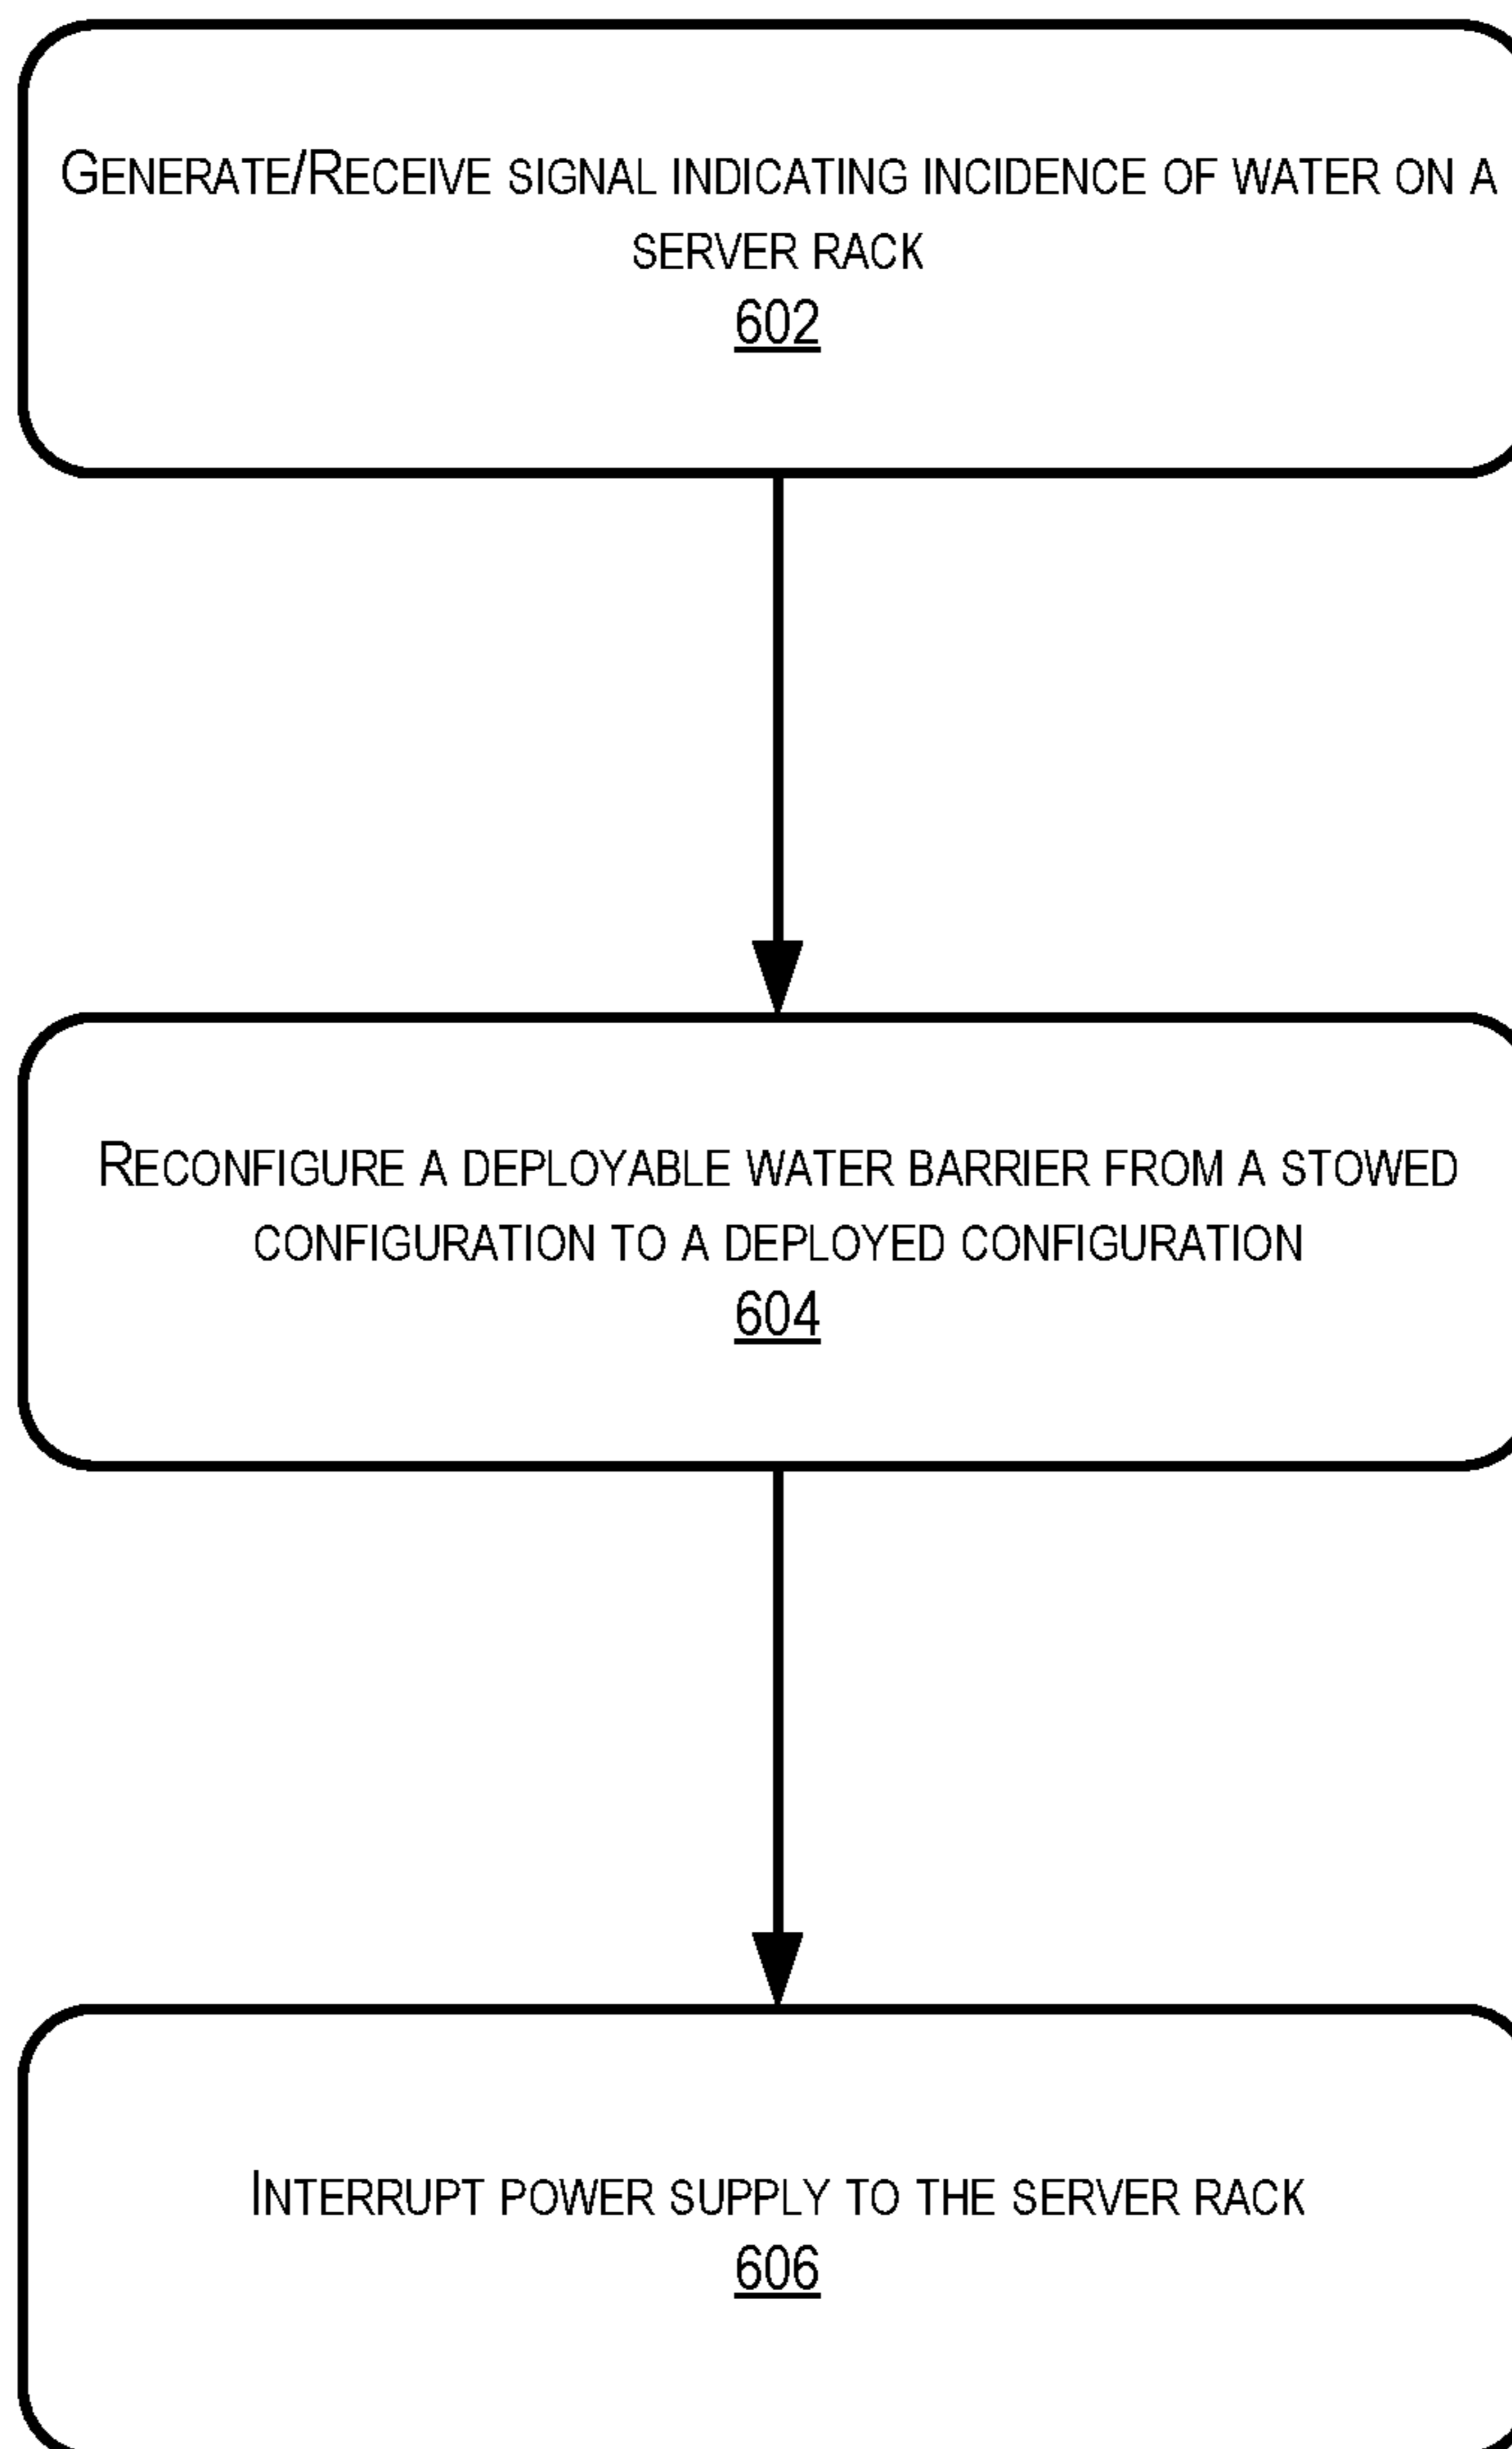 Generate/Receive signal indicating incidence of water on a
server rack
602
Reconfigure a deployable water barrier from a stowed
configuration to a deployed configuration
604
Interrupt power supply to the server rack
606